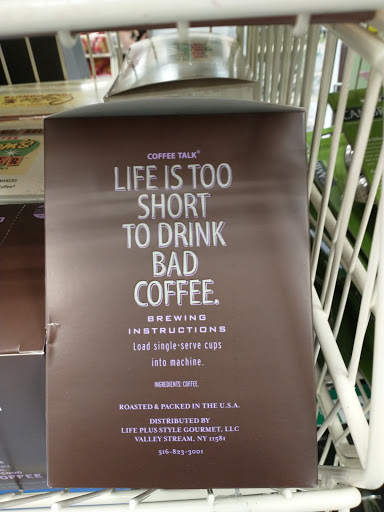 COFFEE TALK®
LIFE IS TOO
SHORT
TO DRINK
BAD
COFFEE.
BREWING
INSTRUCTIONS
Load single-serve cups
into machine.
INGREDIENTS: COFFEE.
ROASTED & PACKED IN THE U.S.A.
DISTRIBUTED BY
LIFE PLUS STYLE GOURMET, LLC
VALLEY STREAM, NY 11581
516-823-3001
COFFEE